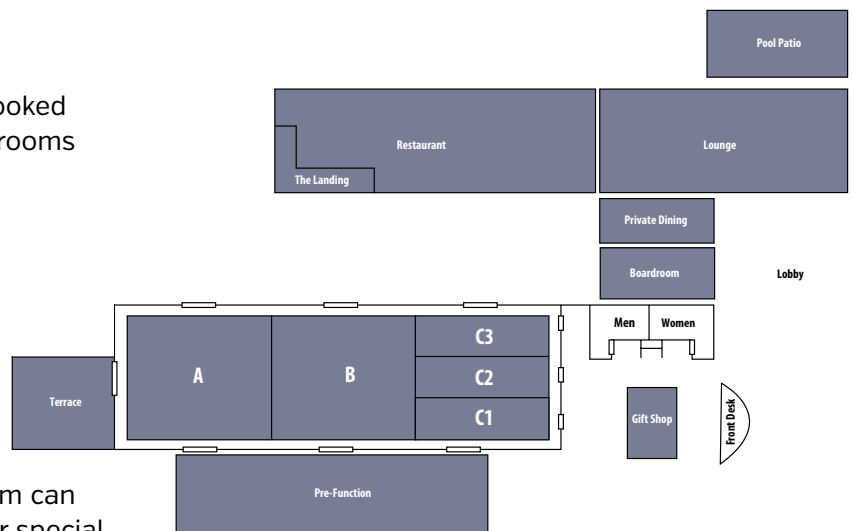 Pool Patio
ooked
rooms
Restaurant
Lounge
The Landing
Private Dining
Boardroom
Lobby
Men
Women
C3
A
B
C2
C1
Terrace
Gift Shop
Front Desk
Pre-Function
m can
r special